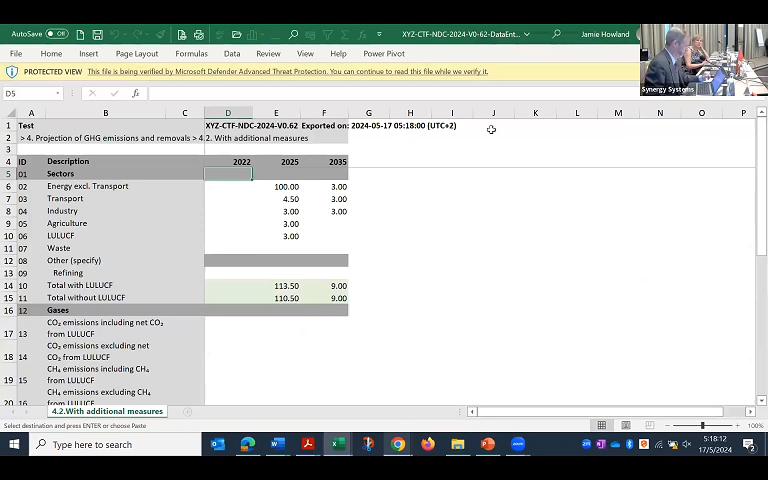 AutoSave Off XYZ-CTF-NDC-2024-V0-62-DataEnt... Jamie Howland
File Home Insert Page Layout Formulas Data Review View Help Power Pivot
PROTECTED VIEW This file is being verified by Microsoft Defender Advanced Threat Protection. You can continue to read this file while we verify it.
Synergy Systems
D5 fx
A B C D E F G H I J K L M N O P
1 Test XYZ-CTF-NDC-2024-V0.62 Exported on: 2024-05-17 05:18:00 (UTC+2)
2 > 4. Projection of GHG emissions and removals > 4.2. With additional measures
3
4 ID Description 2022 2025 2035
5 01 Sectors
6 02 Energy excl. Transport 100.00 3.00
7 03 Transport 4.50 3.00
8 04 Industry 3.00 3.00
9 05 Agriculture 3.00
10 06 LULUCF 3.00
11 07 Waste
12 08 Other (specify)
13 09 Refining
14 10 Total with LULUCF 113.50 9.00
15 11 Total without LULUCF 110.50 9.00
16 12 Gases
CO₂ emissions including net CO₂
17 13 from LULUCF
CO₂ emissions excluding net
18 14 CO₂ from LULUCF
CH₄ emissions including CH₄
19 15 from LULUCF
CH₄ emissions excluding CH₄
20 16 from LULUCF
4.2.With additional measures
Select destination and press ENTER or choose Paste 100%
Type here to search
5:18:12
17/5/2024
2